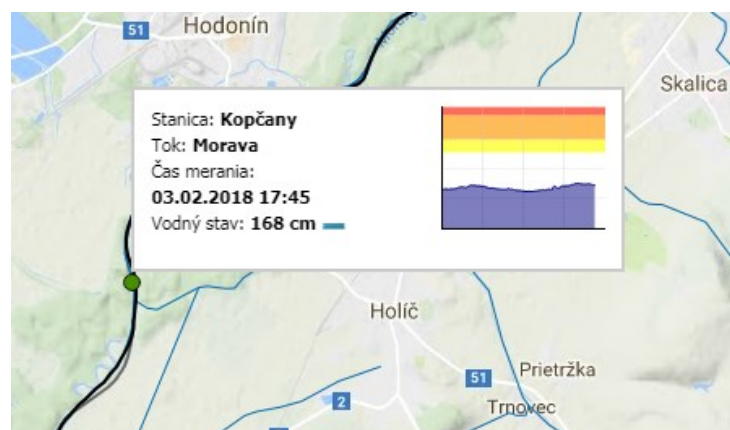 51
Hodonín
Morava
Skalica
Stanica: Kopčany
Tok: Morava
Čas merania:
03.02.2018 17:45
Vodný stav: 168 cm
Holíč
51
Prietržka
2
Trnovec